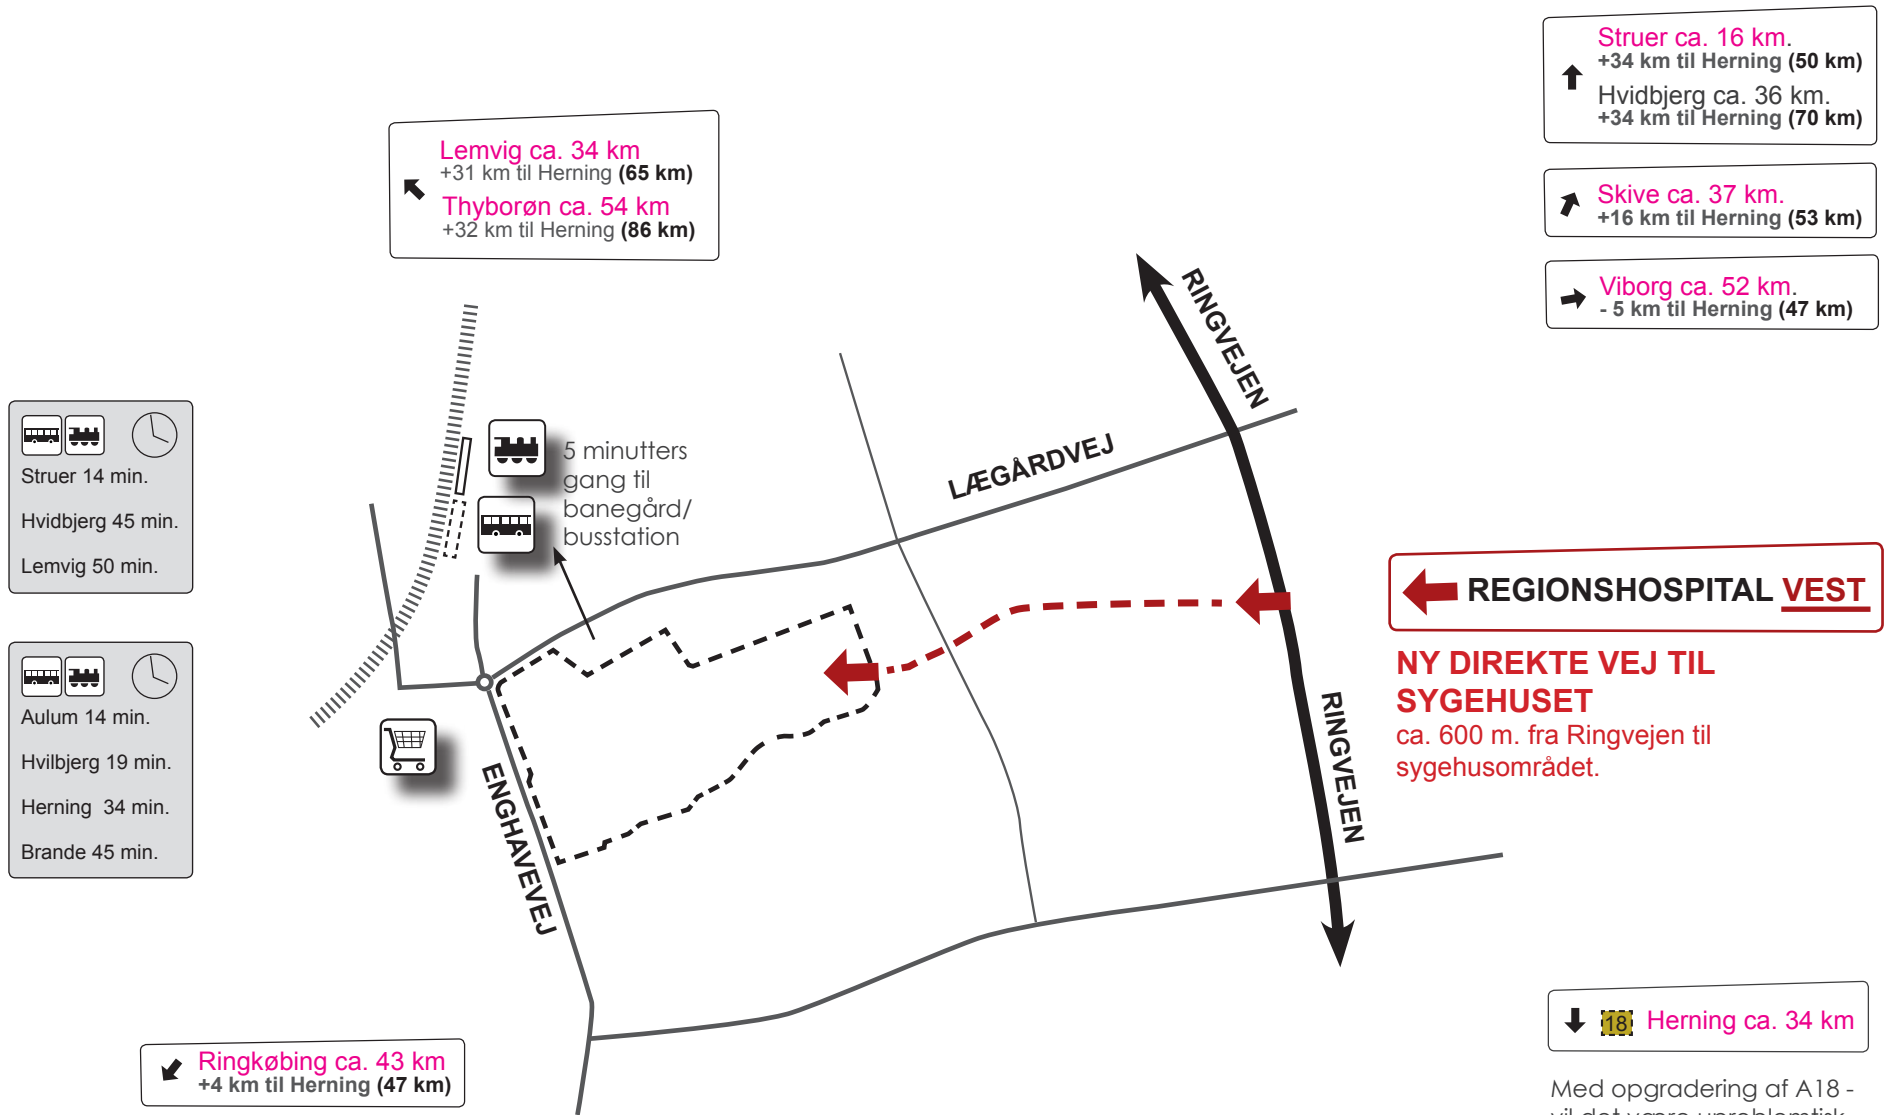 Struer ca. 16 km.
+34 km til Herning (50 km)
Hvidbjerg ca. 36 km.
+34 km til Herning (70 km)
Lemvig ca. 34 km
+31 km til Herning (65 km)
Thyborøn ca. 54 km
+32 km til Herning (86 km)
Skive ca. 37 km.
+16 km til Herning (53 km)
Viborg ca. 52 km.
- 5 km til Herning (47 km)
RINGVEJEN
Struer 14 min.
Hvidbjerg 45 min.
Lemvig 50 min.
5 minutters
gang til
banegård/
busstation
LÆGÅRDVEJ
REGIONSHOSPITAL VEST
NY DIREKTE VEJ TIL
SYGEHUSET
ca. 600 m. fra Ringvejen til
sygehusområdet.
Aulum 14 min.
Hvilbjerg 19 min.
Herning 34 min.
Brande 45 min.
ENGHAVEVEJ
RINGVEJEN
18 Herning ca. 34 km
Ringkøbing ca. 43 km
+4 km til Herning (47 km)
Med opgradering af A18 -
vil det være uproblemtisk